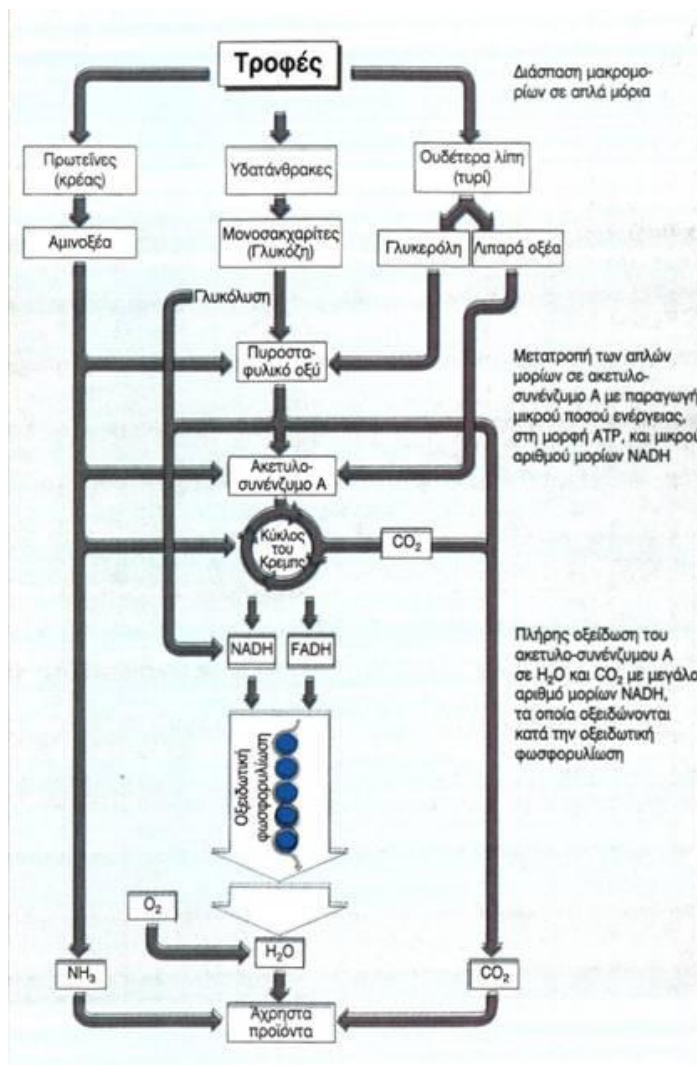 Τροφές
Διάσπαση μακρομο-
ρίων σε απλά μόρια
Πρωτεΐνες
(κρέας)
Υδατάνθρακες
Ουδέτερα λίπη
(τυρί)
Αμινοξέα
Μονοσακχαρίτες
(Γλυκόζη)
Γλυκερόλη
Λιπαρά οξέα
Γλυκόλυση
Πυροστα-
φυλικό οξύ
Μετατροπή των απλών
μορίων σε ακετυλο-
συνένζυμο Α με παραγωγή
μικρού ποσού ενέργειας,
στη μορφή ATP, και μικρού
αριθμού μορίων NADH
Ακετυλο-
συνένζυμο Α
Κύκλος
του
Κρεμπς
CO₂
NADH
FADH
Πλήρης οξείδωση του
ακετυλο-συνένζυμου Α
σε H₂O και CO₂ με μεγάλο
αριθμό μορίων NADH,
τα οποία οξειδώνονται
κατά την οξειδωτική
φωσφορυλίωση
Οξειδωτική
φωσφορυλίωση
O₂
H₂O
NH₃
CO₂
Άχρηστα
προϊόντα